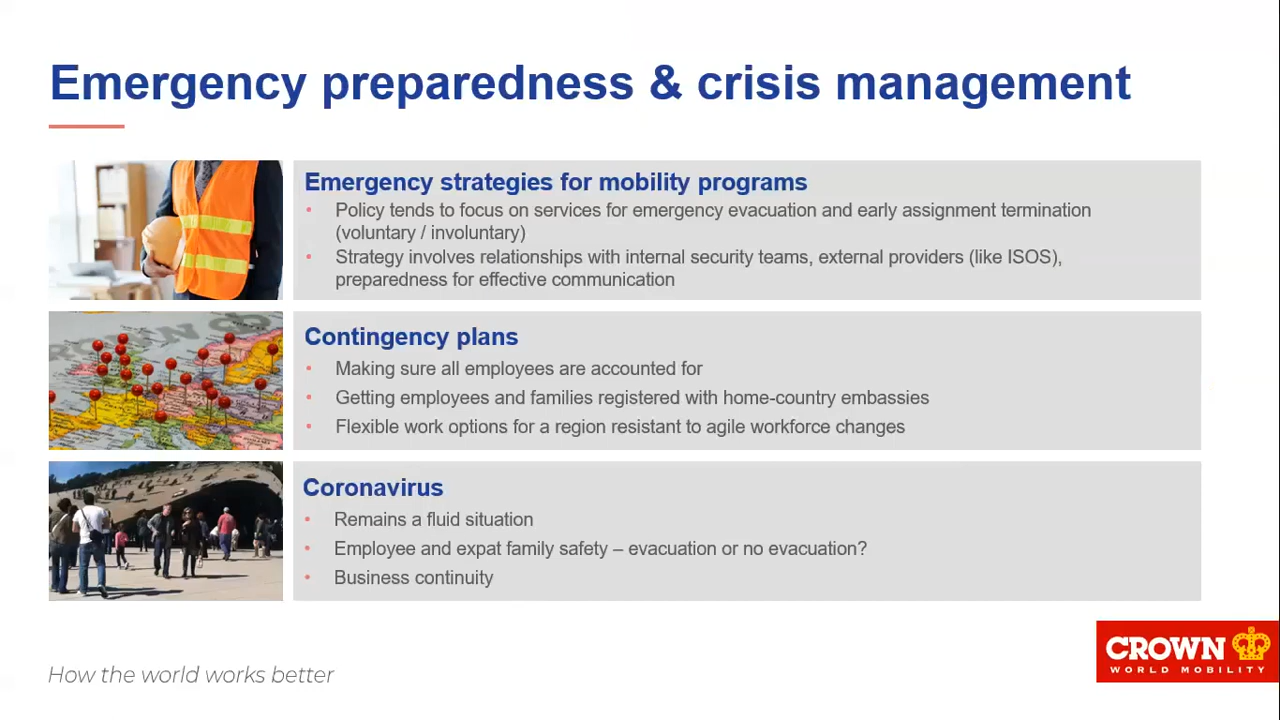 Emergency preparedness & crisis management
Emergency strategies for mobility programs
• Policy tends to focus on services for emergency evacuation and early assignment termination
(voluntary / involuntary)
• Strategy involves relationships with internal security teams, external providers (like ISOS),
preparedness for effective communication
Contingency plans
• Making sure all employees are accounted for
• Getting employees and families registered with home-country embassies
• Flexible work options for a region resistant to agile workforce changes
Coronavirus
• Remains a fluid situation
• Employee and expat family safety – evacuation or no evacuation?
• Business continuity
How the world works better
CROWN
WORLD MOBILITY